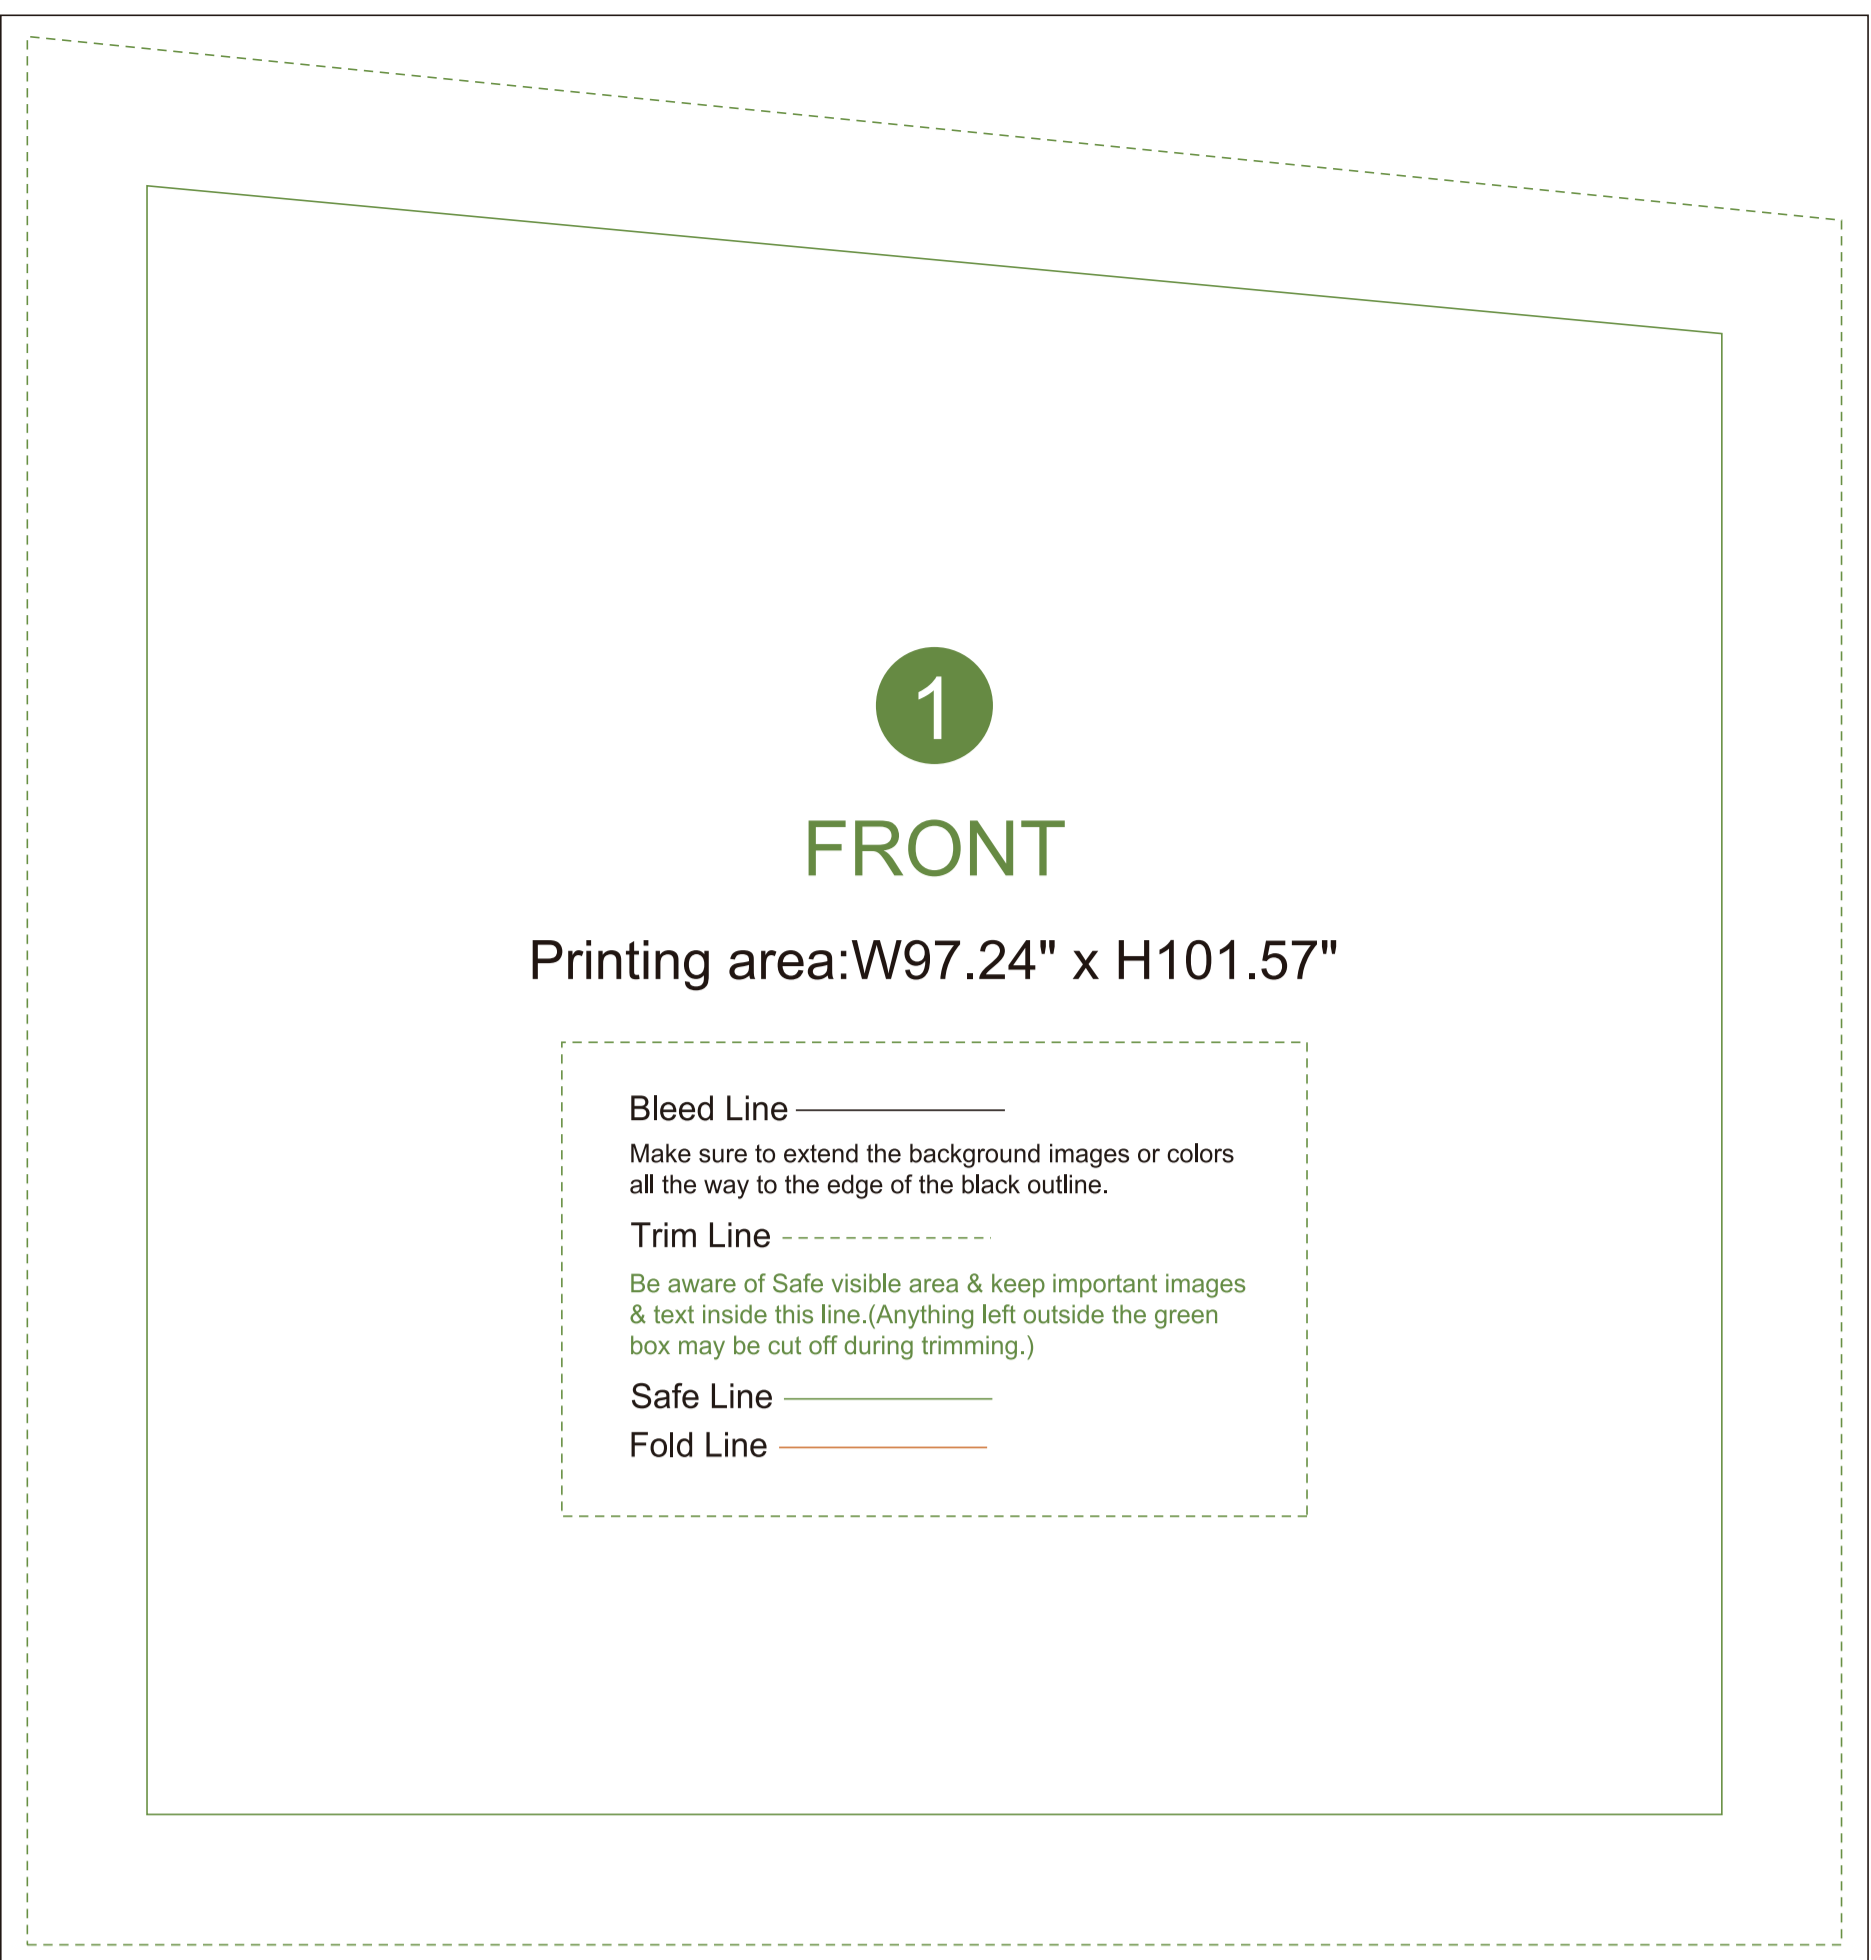 1
FRONT
Printing area:W97.24" x H101.57"
Bleed Line
Make sure to extend the background images or colors
all the way to the edge of the black outline.
Trim Line
Be aware of Safe visible area & keep important images
& text inside this line.(Anything left outside the green
box may be cut off during trimming.)
Safe Line
Fold Line